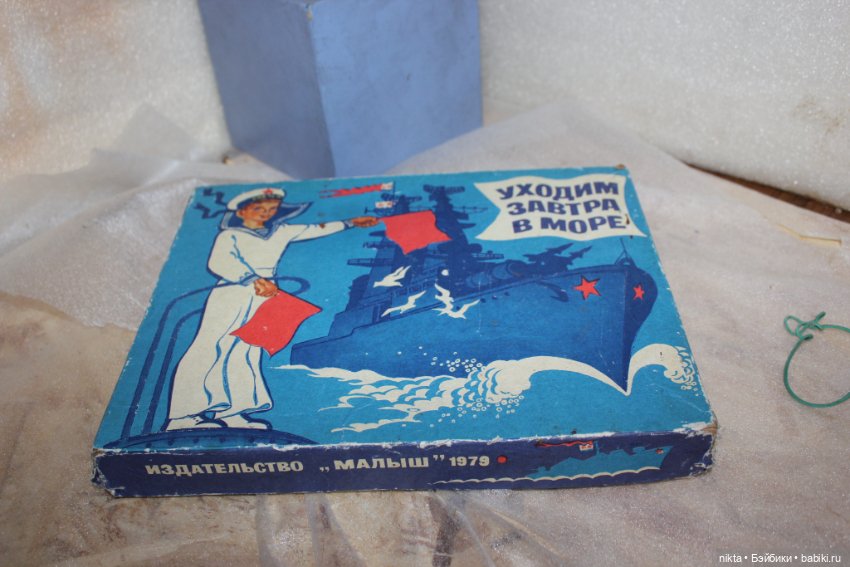 УХОДИМ
ЗАВТРА
В МОРЕ
ИЗДАТЕЛЬСТВО „МАЛЫШ" 1979
nikta • Бэйбики • babiki.ru